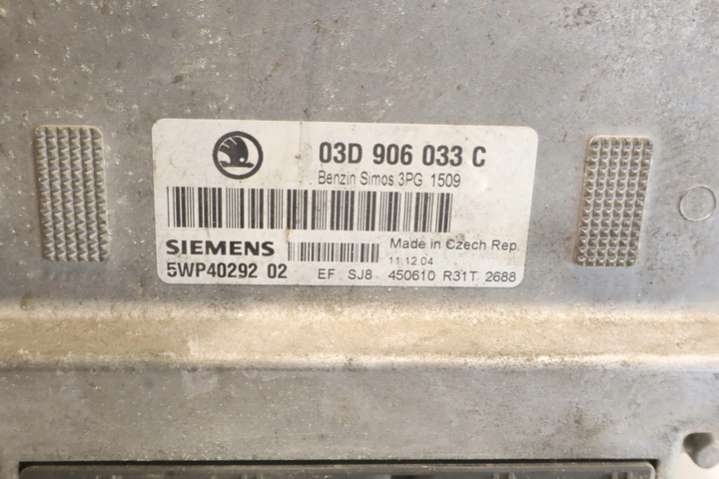 03D 906 033 C
Benzin Simos 3PG 1509
SIEMENS
Made in Czech Rep.
11.12.04
5WP40292 02
EF SJ8 450610 R31T 2688